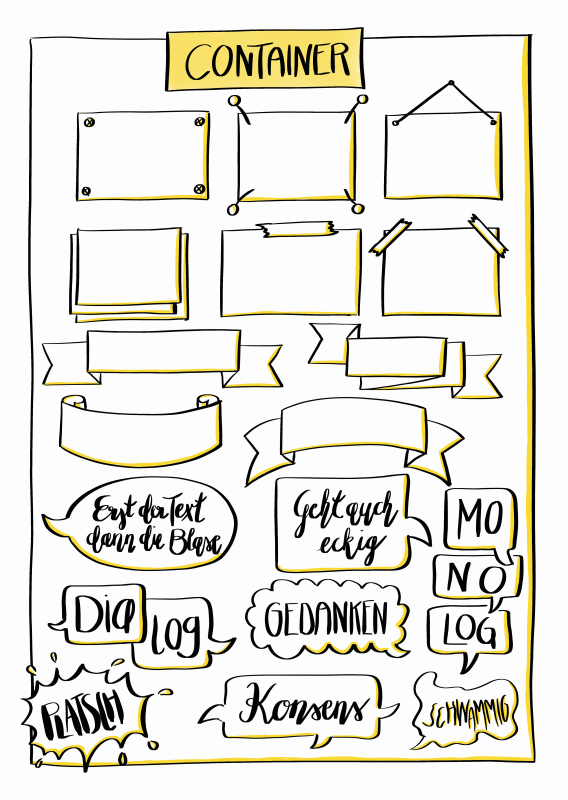 CONTAINER
Erst der Text
dann die Blase
Geht auch
eckig
MO
NO
LOG
Dia
log
GEDANKEN
PLATSCH
Konsens
SCHWAMMIG